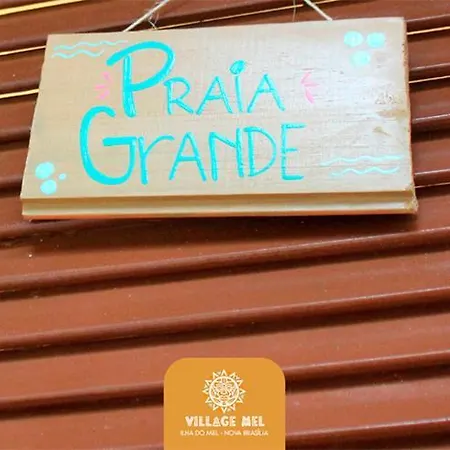 PRAIA
GRANDE
VILLAGE MEL
ILHA DO MEL - NOVA BRASÍLIA